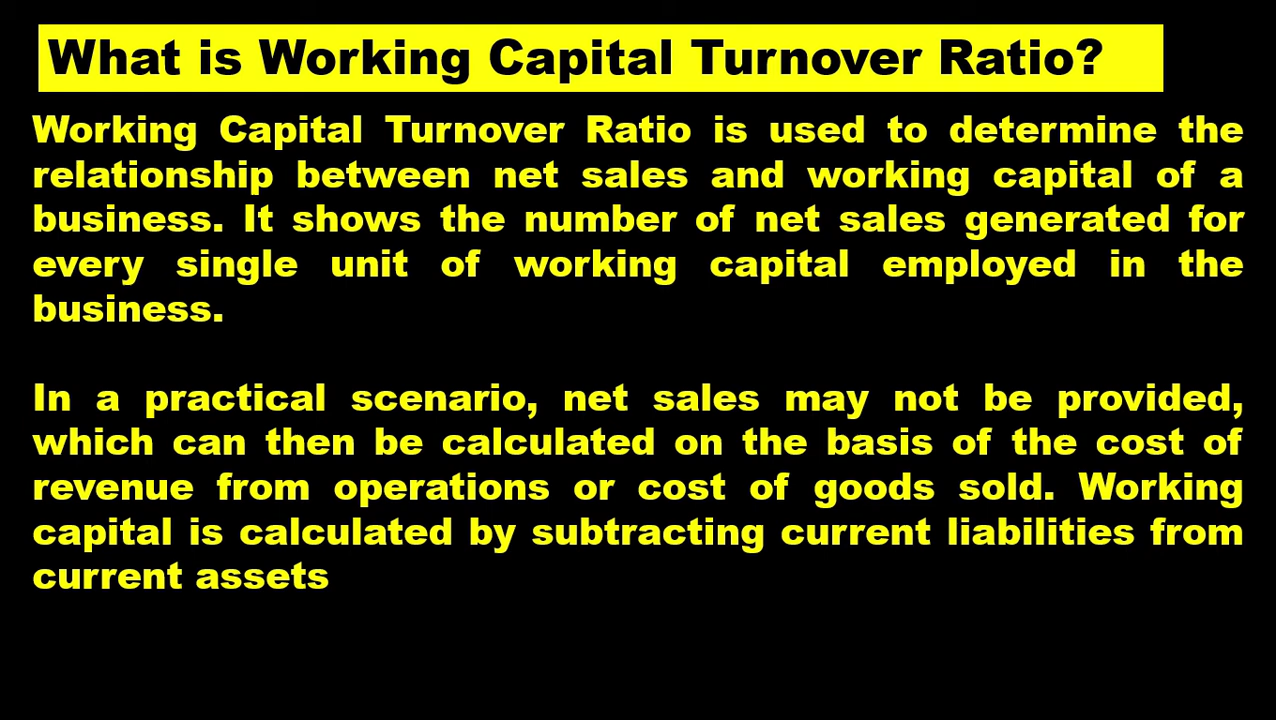 What is Working Capital Turnover Ratio?
Working Capital Turnover Ratio is used to determine the
relationship between net sales and working capital of a
business. It shows the number of net sales generated for
every single unit of working capital employed in the
business.
In a practical scenario, net sales may not be provided,
which can then be calculated on the basis of the cost of
revenue from operations or cost of goods sold. Working
capital is calculated by subtracting current liabilities from
current assets